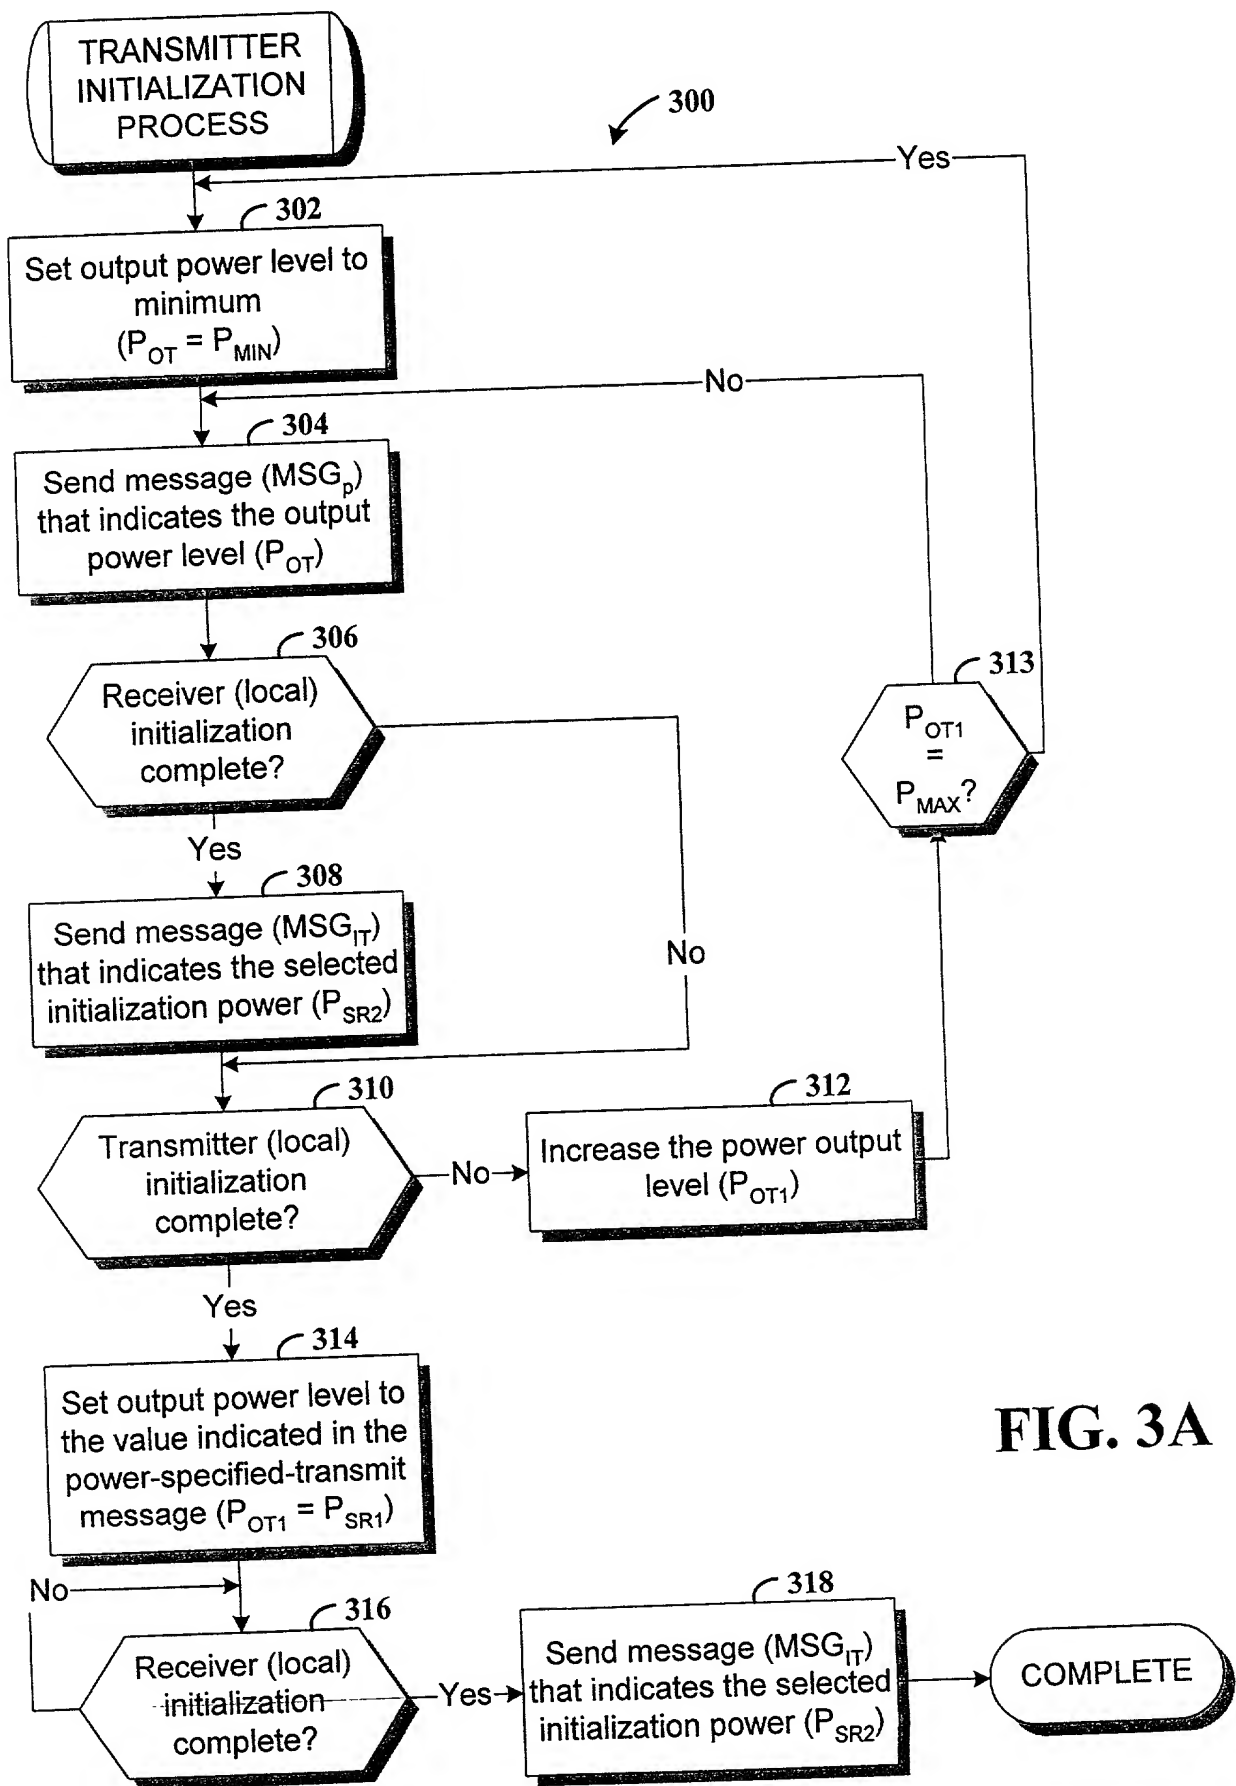 TRANSMITTER
INITIALIZATION
PROCESS
300
Yes
302
Set output power level to
minimum
(P_OT = P_MIN)
No
304
Send message (MSG_p)
that indicates the output
power level (P_OT)
306
Receiver (local)
initialization
complete?
313
P_OT1
=
P_MAX?
Yes
308
Send message (MSG_IT)
that indicates the selected
initialization power (P_SR2)
No
310
Transmitter (local)
initialization
complete?
No
312
Increase the power output
level (P_OT1)
Yes
314
Set output power level to
the value indicated in the
power-specified-transmit
message (P_OT1 = P_SR1)
FIG. 3A
No
316
Receiver (local)
initialization
complete?
Yes
318
Send message (MSG_IT)
that indicates the selected
initialization power (P_SR2)
COMPLETE